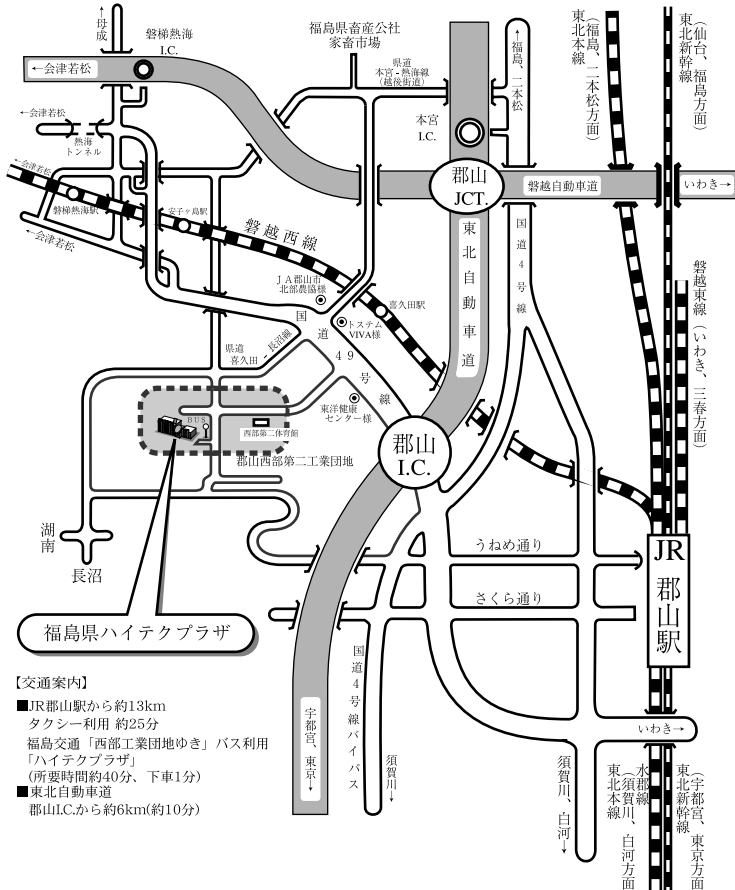 ←母成
磐梯熱海
I.C.
←会津若松
福島県畜産公社
家畜市場
県道
本宮-熱海線
(越後街道)
本宮
I.C.
←福島、二本松
(福島、二本松方面)
東北本線
(仙台、福島方面)
東北新幹線
←会津若松
熱海
トンネル
←会津若松
磐梯熱海駅
安子ヶ島駅
←会津若松
磐越西線
郡山
JCT.
磐越自動車道
いわき→
東北自動車道
国道4号線
磐越東線(いわき、三春方面)
JA郡山市
北部農協様
喜久田駅
トステム
VIVA様
国道49号線
県道
喜久田-長沼線
東洋健康
センター様
BUS
西部第二体育館
郡山西部第二工業団地
郡山
I.C.
湖南
長沼
うねめ通り
さくら通り
JR
郡山駅
福島県ハイテクプラザ
国道4号線バイパス
宇都宮、東京→
須賀川→
須賀川、白河→
いわき→
水郡線
(須賀川、白河方面
東北本線
(宇都宮、東京方面
東北新幹線
【交通案内】
■JR郡山駅から約13km
タクシー利用 約25分
福島交通「西部工業団地ゆき」バス利用
「ハイテクプラザ」
(所要時間約40分、下車1分)
■東北自動車道
郡山I.C.から約6km(約10分)